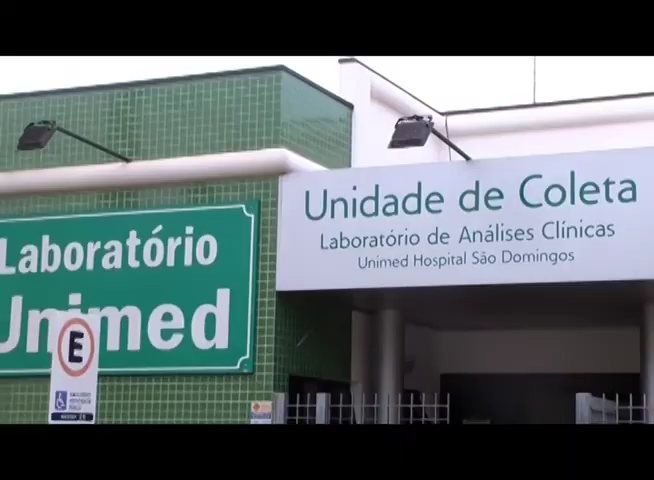 Laboratório
Unimed
Unidade de Coleta
Laboratório de Análises Clínicas
Unimed Hospital São Domingos
E